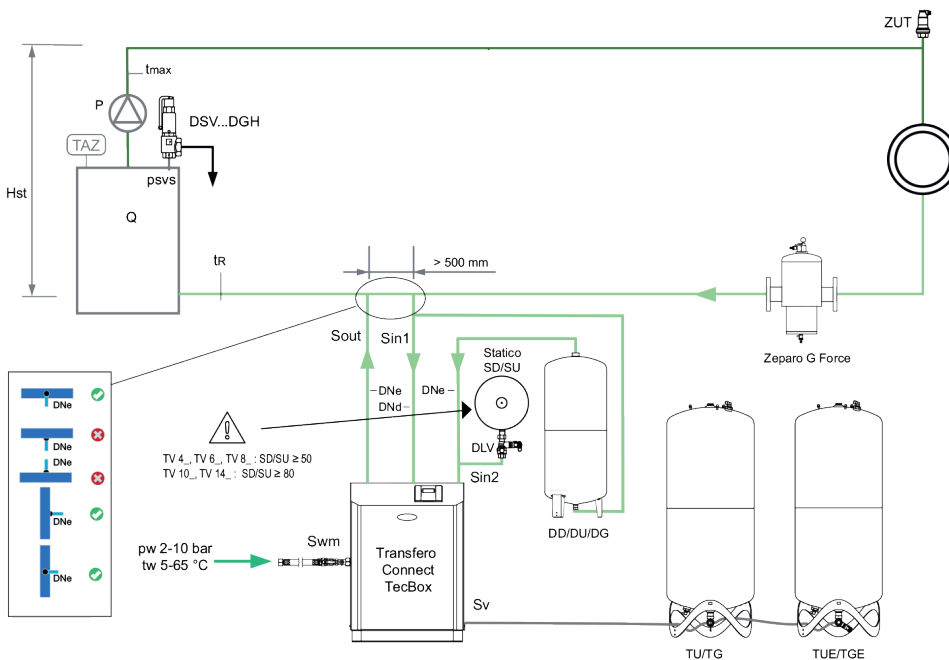 ZUT
tmax
P
DSV...DGH
TAZ
psvs
Hst
Q
tR
> 500 mm
Sout
Sin1
Statico
SD/SU
Zeparo G Force
DNe
DNe
DNd
DNe
DNe
DNe
DLV
TV 4_, TV 6_, TV 8_ : SD/SU ≥ 50
TV 10_, TV 14_ : SD/SU ≥ 80
Sin2
DNe
DD/DU/DG
Swm
pw 2-10 bar
tw 5-65 °C
Transfero
Connect
TecBox
DNe
Sv
TU/TG
TUE/TGE